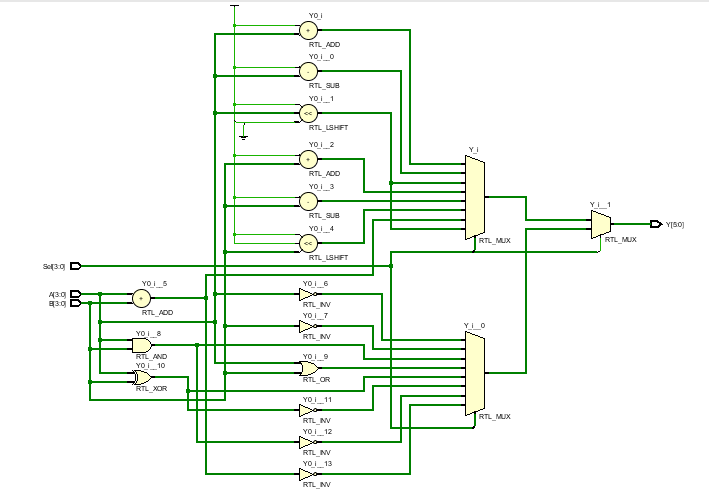 Y0_i
+
RTL_ADD
Y0_i__0
-
RTL_SUB
Y0_i__1
<<
RTL_LSHIFT
Y0_i__2
+
RTL_ADD
Y0_i__3
-
RTL_SUB
Y0_i__4
<<
RTL_LSHIFT
Y_i
RTL_MUX
Y_i__1
Y[5:0]
RTL_MUX
Sel[3:0]
A[3:0]
B[3:0]
Y0_i__5
+
RTL_ADD
Y0_i__6
RTL_INV
Y0_i__7
RTL_INV
Y_i__0
RTL_MUX
Y0_i__8
RTL_AND
Y0_i__10
RTL_XOR
Y0_i__9
RTL_OR
Y0_i__11
RTL_INV
Y0_i__12
RTL_INV
Y0_i__13
RTL_INV